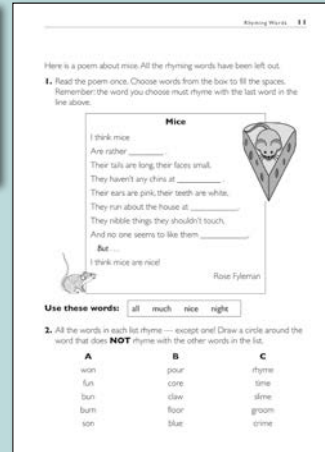 Rhyming Words 11
Here is a poem about mice. All the rhyming words have been left out.
1. Read the poem once. Choose words from the box to fill the spaces.
Remember: the word you choose must rhyme with the last word in the
line above.
Mice
I think mice
Are rather ________ .
Their tails are long, their faces small,
They haven't any chins at ________ .
Their ears are pink, their teeth are white,
They run about the house at ________ .
They nibble things they shouldn't touch,
And no one seems to like them ________ .
But ...
I think mice are nice!
Rose Fyleman
Use these words: all much nice night
2. All the words in each list rhyme — except one! Draw a circle around the
word that does NOT rhyme with the other words in the list.
A B C
won pour rhyme
fun core time
bun claw slime
burn floor groom
son blue crime